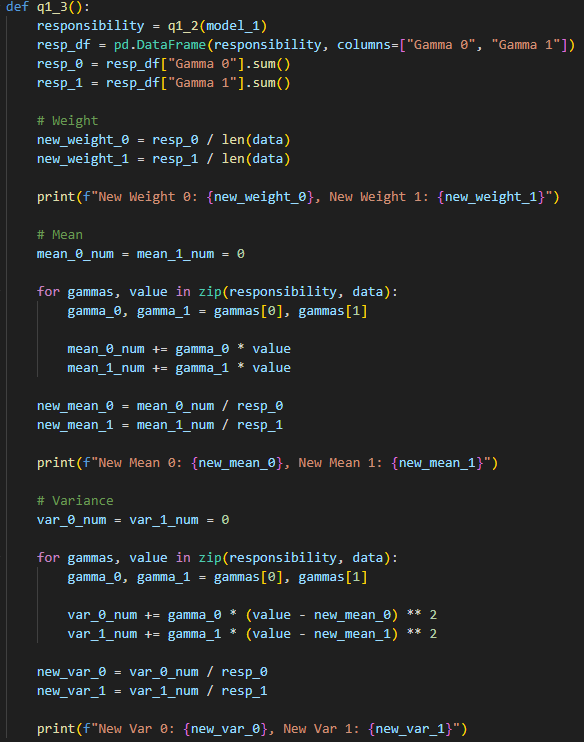 def q1_3():
    responsibility = q1_2(model_1)
    resp_df = pd.DataFrame(responsibility, columns=["Gamma 0", "Gamma 1"])
    resp_0 = resp_df["Gamma 0"].sum()
    resp_1 = resp_df["Gamma 1"].sum()

    # Weight
    new_weight_0 = resp_0 / len(data)
    new_weight_1 = resp_1 / len(data)

    print(f"New Weight 0: {new_weight_0}, New Weight 1: {new_weight_1}")

    # Mean
    mean_0_num = mean_1_num = 0

    for gammas, value in zip(responsibility, data):
        gamma_0, gamma_1 = gammas[0], gammas[1]

        mean_0_num += gamma_0 * value
        mean_1_num += gamma_1 * value

    new_mean_0 = mean_0_num / resp_0
    new_mean_1 = mean_1_num / resp_1

    print(f"New Mean 0: {new_mean_0}, New Mean 1: {new_mean_1}")

    # Variance
    var_0_num = var_1_num = 0

    for gammas, value in zip(responsibility, data):
        gamma_0, gamma_1 = gammas[0], gammas[1]

        var_0_num += gamma_0 * (value - new_mean_0) ** 2
        var_1_num += gamma_1 * (value - new_mean_1) ** 2

    new_var_0 = var_0_num / resp_0
    new_var_1 = var_1_num / resp_1

    print(f"New Var 0: {new_var_0}, New Var 1: {new_var_1}")